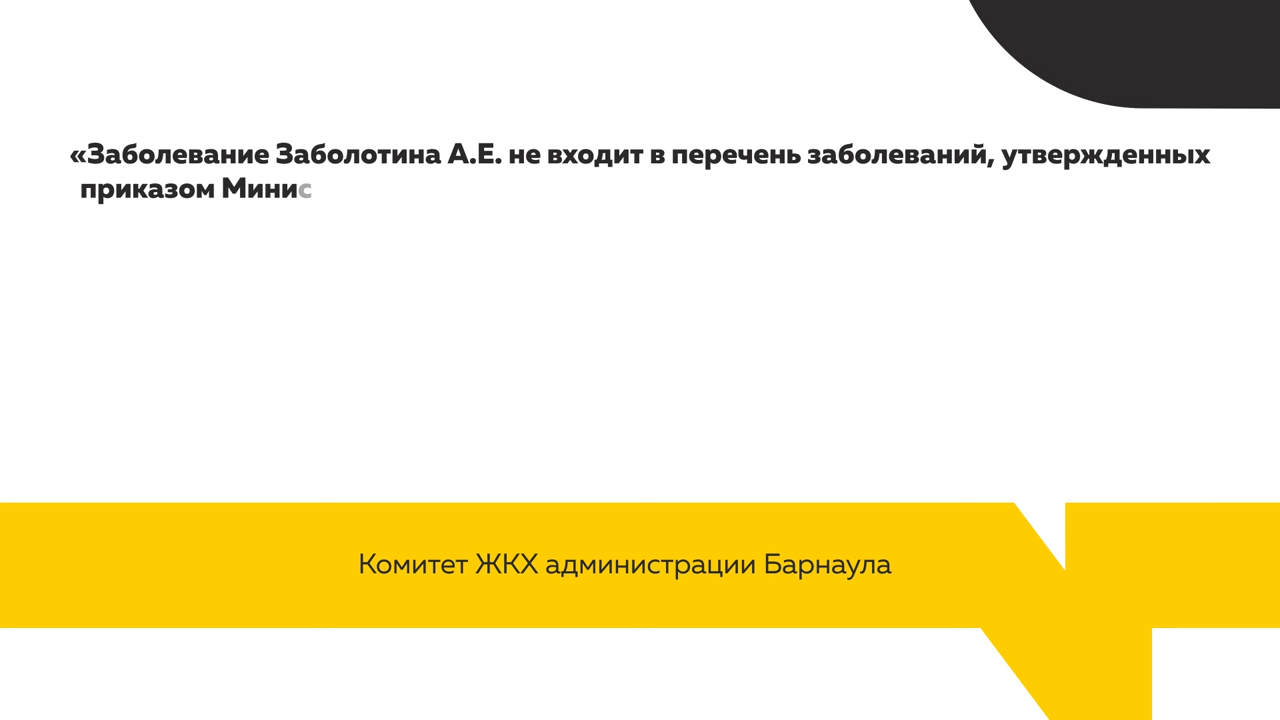 «Заболевание Заболотина А.Е. не входит в перечень заболеваний, утвержденных
приказом Минис
Комитет ЖКХ администрации Барнаула